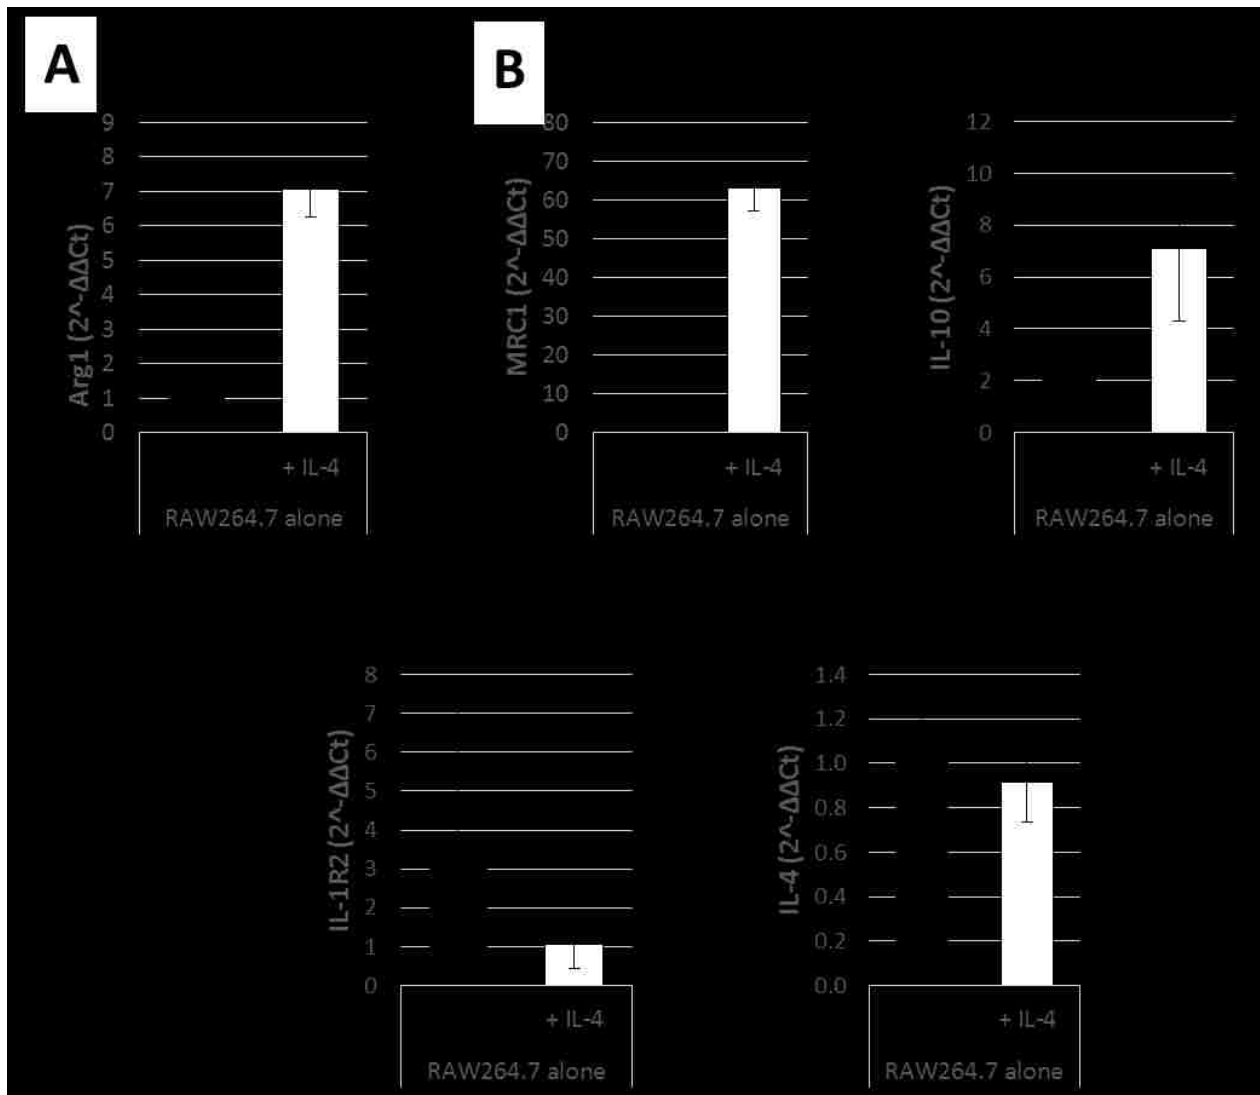 A
B
9
8
7
6
5
4
3
2
1
0
Arg1 (2^-ΔΔCt)
+ IL-4
RAW264.7 alone
80
70
60
50
40
30
20
10
0
MRC1 (2^-ΔΔCt)
+ IL-4
RAW264.7 alone
12
10
8
6
4
2
0
IL-10 (2^-ΔΔCt)
+ IL-4
RAW264.7 alone
8
7
6
5
4
3
2
1
0
IL-1R2 (2^-ΔΔCt)
+ IL-4
RAW264.7 alone
1.4
1.2
1.0
0.8
0.6
0.4
0.2
0.0
IL-4 (2^-ΔΔCt)
+ IL-4
RAW264.7 alone